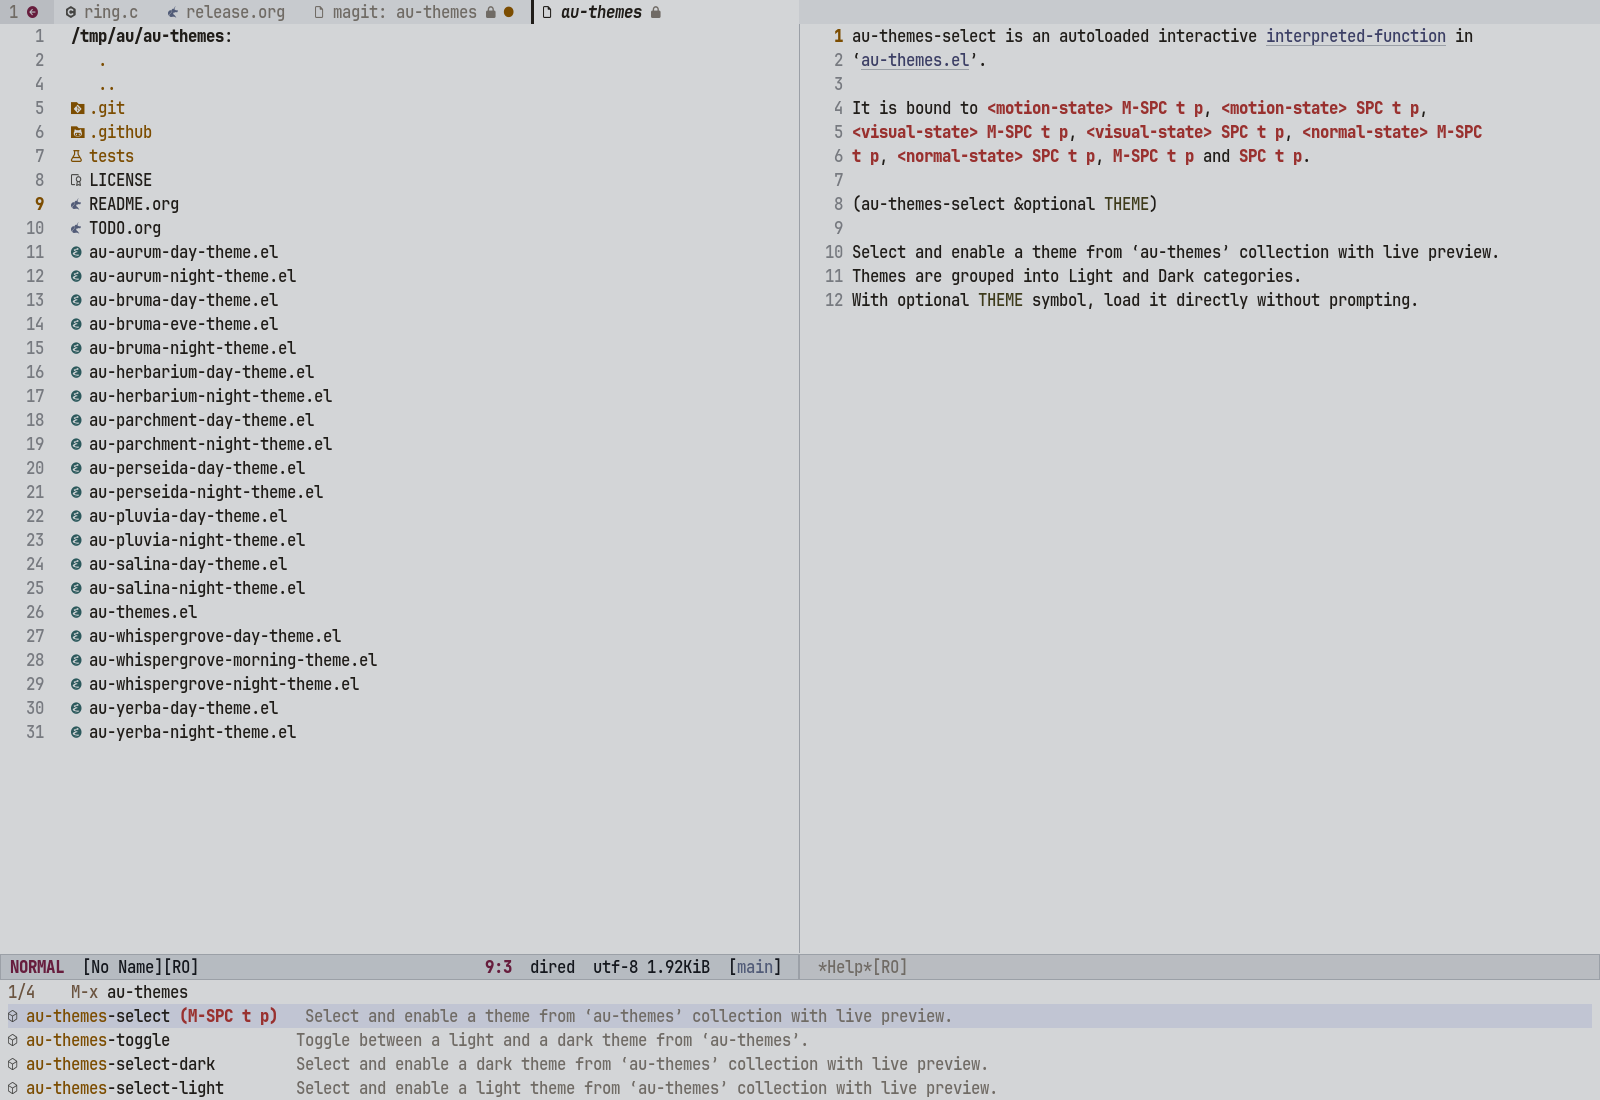 1 ring.c release.org magit: au-themes au-themes
1 /tmp/au/au-themes:
2 .
4 ..
5 .git
6 .github
7 tests
8 LICENSE
9 README.org
10 TODO.org
11 au-aurum-day-theme.el
12 au-aurum-night-theme.el
13 au-bruma-day-theme.el
14 au-bruma-eve-theme.el
15 au-bruma-night-theme.el
16 au-herbarium-day-theme.el
17 au-herbarium-night-theme.el
18 au-parchment-day-theme.el
19 au-parchment-night-theme.el
20 au-perseida-day-theme.el
21 au-perseida-night-theme.el
22 au-pluvia-day-theme.el
23 au-pluvia-night-theme.el
24 au-salina-day-theme.el
25 au-salina-night-theme.el
26 au-themes.el
27 au-whispergrove-day-theme.el
28 au-whispergrove-morning-theme.el
29 au-whispergrove-night-theme.el
30 au-yerba-day-theme.el
31 au-yerba-night-theme.el
1 au-themes-select is an autoloaded interactive interpreted-function in
2 ‘au-themes.el’.
3
4 It is bound to <motion-state> M-SPC t p, <motion-state> SPC t p,
5 <visual-state> M-SPC t p, <visual-state> SPC t p, <normal-state> M-SPC
6 t p, <normal-state> SPC t p, M-SPC t p and SPC t p.
7
8 (au-themes-select &optional THEME)
9
10 Select and enable a theme from ‘au-themes’ collection with live preview.
11 Themes are grouped into Light and Dark categories.
12 With optional THEME symbol, load it directly without prompting.
NORMAL [No Name][RO] 9:3 dired utf-8 1.92KiB [main]
*Help*[RO]
1/4 M-x au-themes
au-themes-select (M-SPC t p) Select and enable a theme from ‘au-themes’ collection with live preview.
au-themes-toggle Toggle between a light and a dark theme from ‘au-themes’.
au-themes-select-dark Select and enable a dark theme from ‘au-themes’ collection with live preview.
au-themes-select-light Select and enable a light theme from ‘au-themes’ collection with live preview.